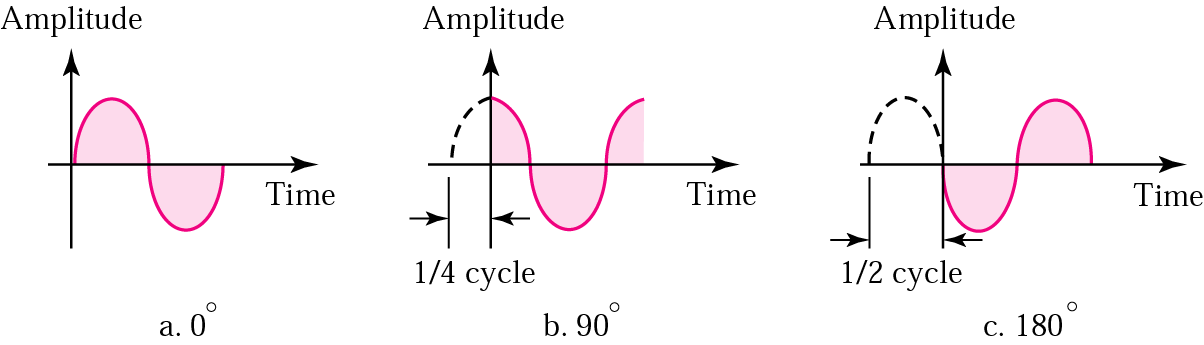 Amplitude
Time
a. 0°
Amplitude
Time
1/4 cycle
b. 90°
Amplitude
Time
1/2 cycle
c. 180°